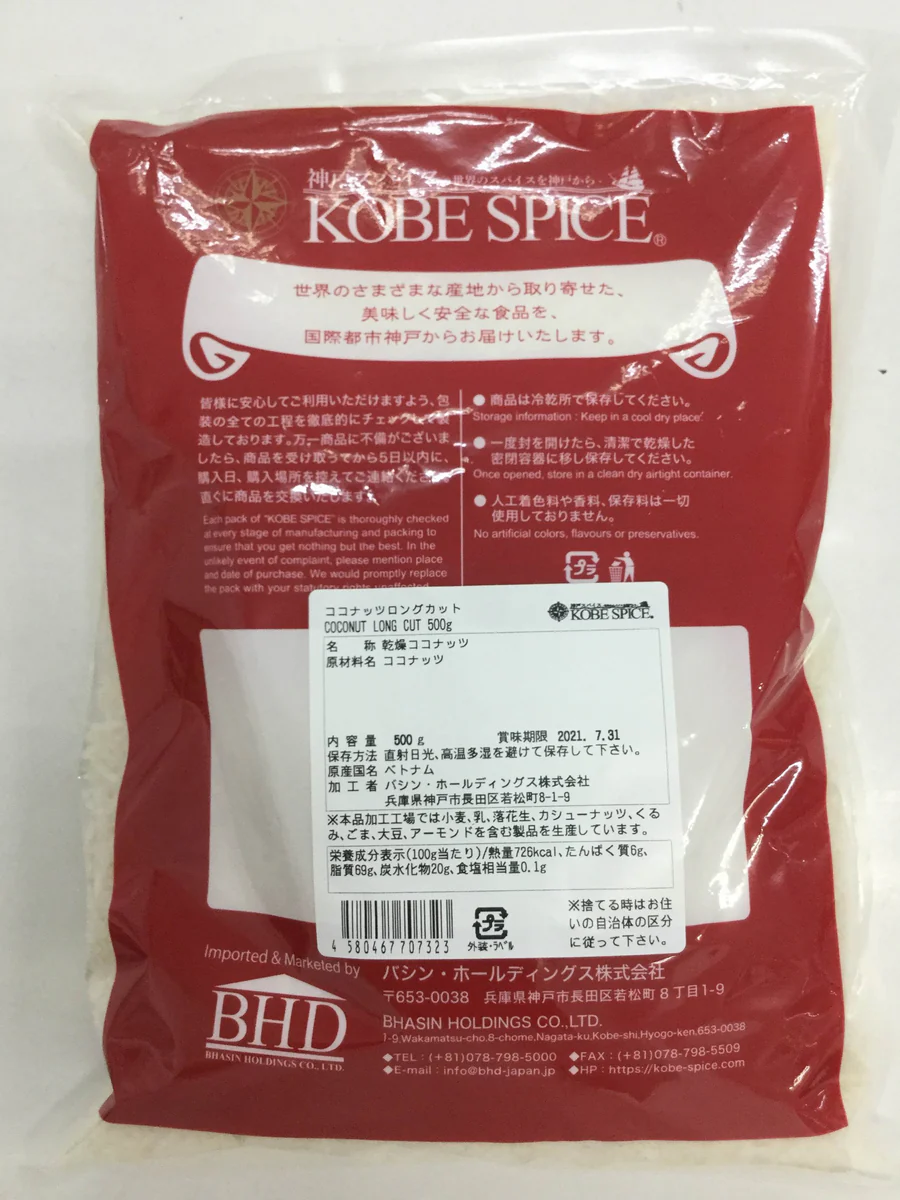 神戸スパイス 世界のスパイスを神戸から
KOBE SPICE®
世界のさまざまな産地から取り寄せた、
美味しく安全な食品を、
国際都市神戸からお届けいたします。
皆様に安心してご利用いただけますよう、包
装の全ての工程を徹底的にチェックして製
造しております。万一商品に不備がございま
したら、商品を受け取ってから5日以内に、
購入日、購入場所を控えてご連絡ください。
直ぐに商品を交換いたします。
Each pack of "KOBE SPICE" is thoroughly checked
at every stage of manufacturing and packing to
ensure that you get nothing but the best. In the
unlikely event of complaint, please mention place
and date of purchase. We would promptly replace
the pack with your statutory rights unaffected.
●商品は冷乾所で保存してください。
Storage information : Keep in a cool dry place.
●一度封を開けたら、清潔で乾燥した
密閉容器に移し保存してください。
Once opened, store in a clean dry airtight container.
●人工着色料や香料、保存料は一切
使用しておりません。
No artificial colors, flavours or preservatives.
プラ
ココナッツロングカット
COCONUT LONG CUT 500g
KOBE SPICE.
名 称 乾燥ココナッツ
原材料名 ココナッツ
内容量 500g 賞味期限 2021. 7.31
保存方法 直射日光、高温多湿を避けて保存して下さい。
原産国名 ベトナム
加工者 バシン・ホールディングス株式会社
兵庫県神戸市長田区若松町8-1-9
※本品加工工場では小麦、乳、落花生、カシューナッツ、くる
み、ごま、大豆、アーモンドを含む製品を生産しています。
栄養成分表示(100g当たり)/熱量726kcal、たんぱく質6g、
脂質69g、炭水化物20g、食塩相当量0.1g
4 580467 707323
プラ
外装・ラベル
※捨てる時はお住
いの自治体の区分
に従って下さい。
Imported & Marketed by
BHD
BHASIN HOLDINGS CO., LTD.
バシン・ホールディングス株式会社
〒653-0038 兵庫県神戸市長田区若松町8丁目1-9
BHASIN HOLDINGS CO.,LTD.
1-9,Wakamatsu-cho,8-chome,Nagata-ku,Kobe-shi,Hyogo-ken,653-0038
◆TEL : (+81)078-798-5000 ◆FAX : (+81)078-798-5509
◆E-mail : info@bhd-japan.jp ◆HP : https://kobe-spice.com